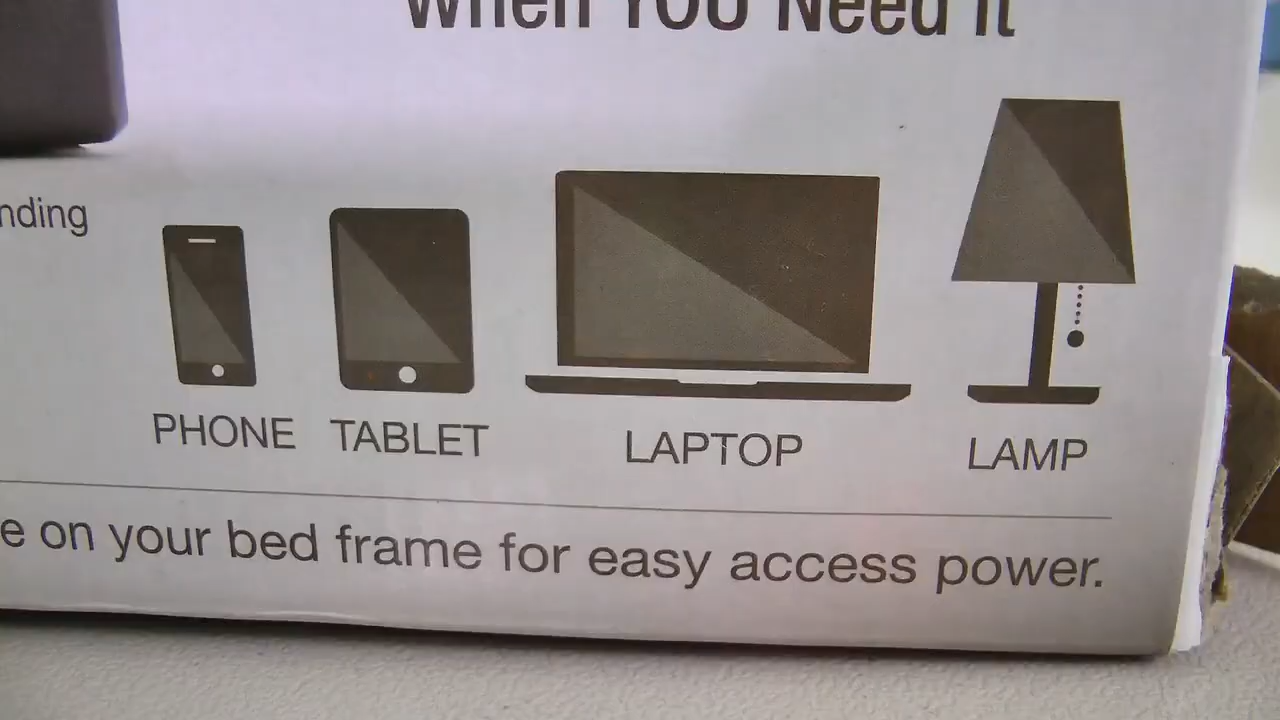 When YOU Need It
nding
PHONE TABLET LAPTOP LAMP
e on your bed frame for easy access power.